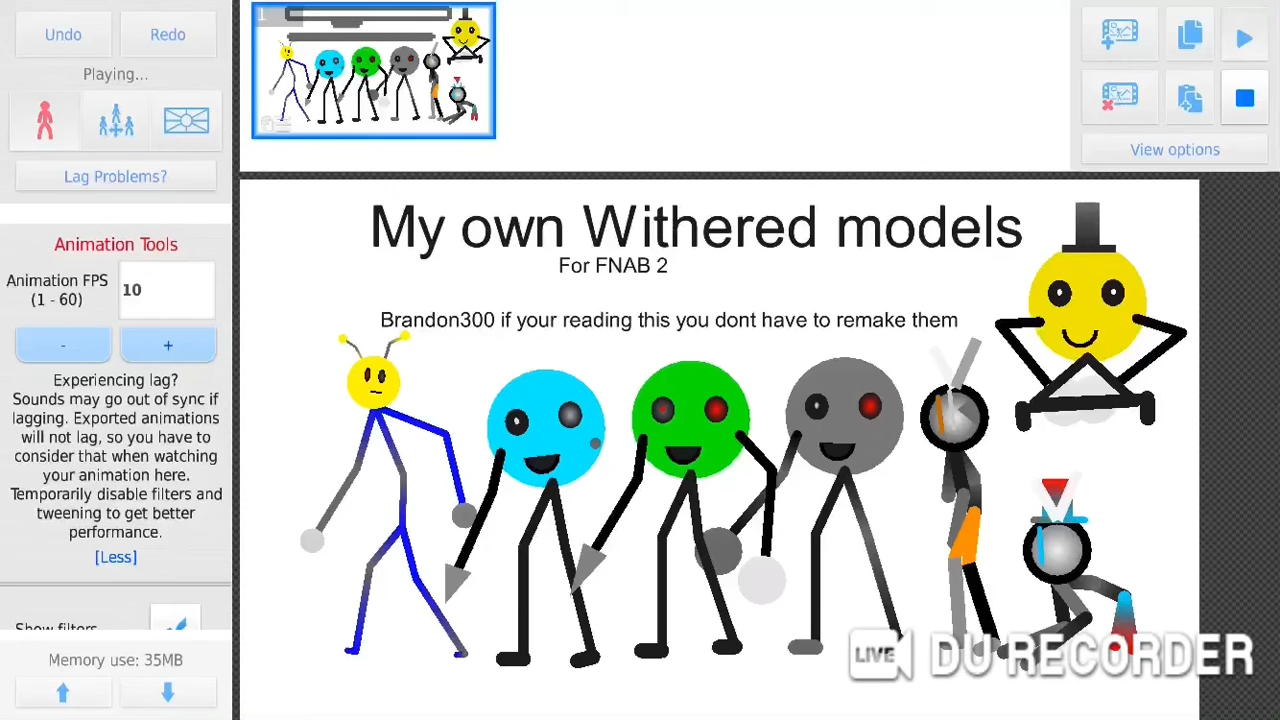 Undo
Redo
Playing...
Lag Problems?
Animation Tools
Animation FPS
(1 - 60)
10
-
+
Experiencing lag?
Sounds may go out of sync if
lagging. Exported animations
will not lag, so you have to
consider that when watching
your animation here.
Temporarily disable filters and
tweening to get better
performance.
[Less]
Show filters
Memory use: 35MB
1
View options
My own Withered models
For FNAB 2
Brandon300 if your reading this you dont have to remake them
LIVE
DU RECORDER